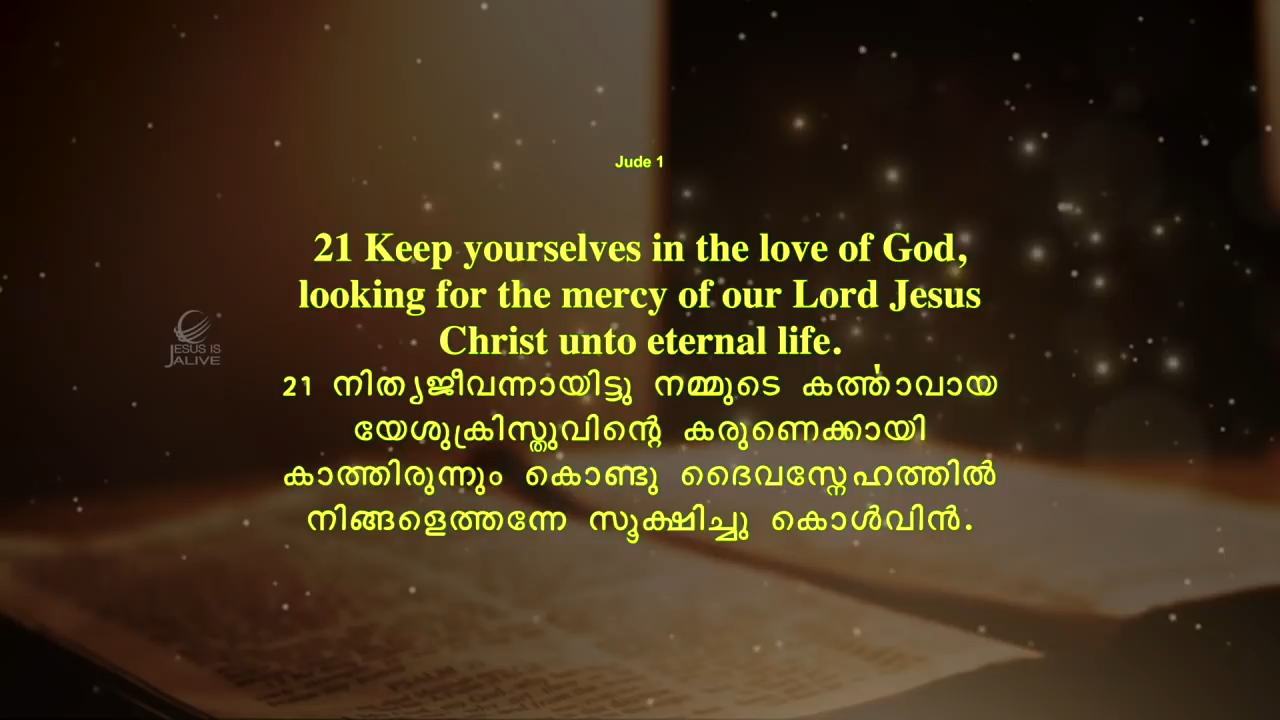 Jude 1
21 Keep yourselves in the love of God,
looking for the mercy of our Lord Jesus
Christ unto eternal life.
21 നിത്യജീവന്നായിട്ടു നമ്മുടെ കൎത്താവായ
യേശുക്രിസ്തുവിന്റെ കരുണെക്കായി
കാത്തിരുന്നും കൊണ്ടു ദൈവസ്നേഹത്തിൽ
നിങ്ങളെത്തന്നേ സൂക്ഷിച്ചു കൊൾവിൻ.
JESUS IS
ALIVE